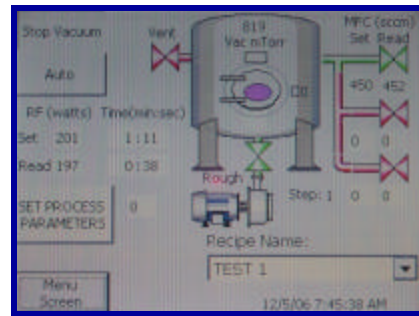 Stop Vacuum
Vent
819
Vac mTorr
MFC (sccm)
Set Read
Auto
450 452
RF (watts) Time(min:sec)
Set 201 1:11
0 0
Read 197 0:38
Rough
SET PROCESS
PARAMETERS
0
Step: 1 0 0
Recipe Name:
TEST 1
Menu
Screen
12/5/06 7:45:38 AM